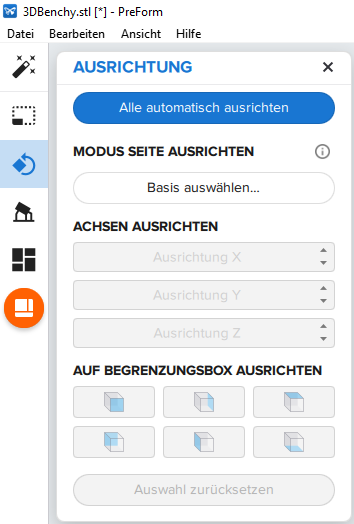 3DBenchy.stl [*] - PreForm
Datei Bearbeiten Ansicht Hilfe
AUSRICHTUNG
Alle automatisch ausrichten
MODUS SEITE AUSRICHTEN
Basis auswählen...
ACHSEN AUSRICHTEN
Ausrichtung X
Ausrichtung Y
Ausrichtung Z
AUF BEGRENZUNGSBOX AUSRICHTEN
Auswahl zurücksetzen